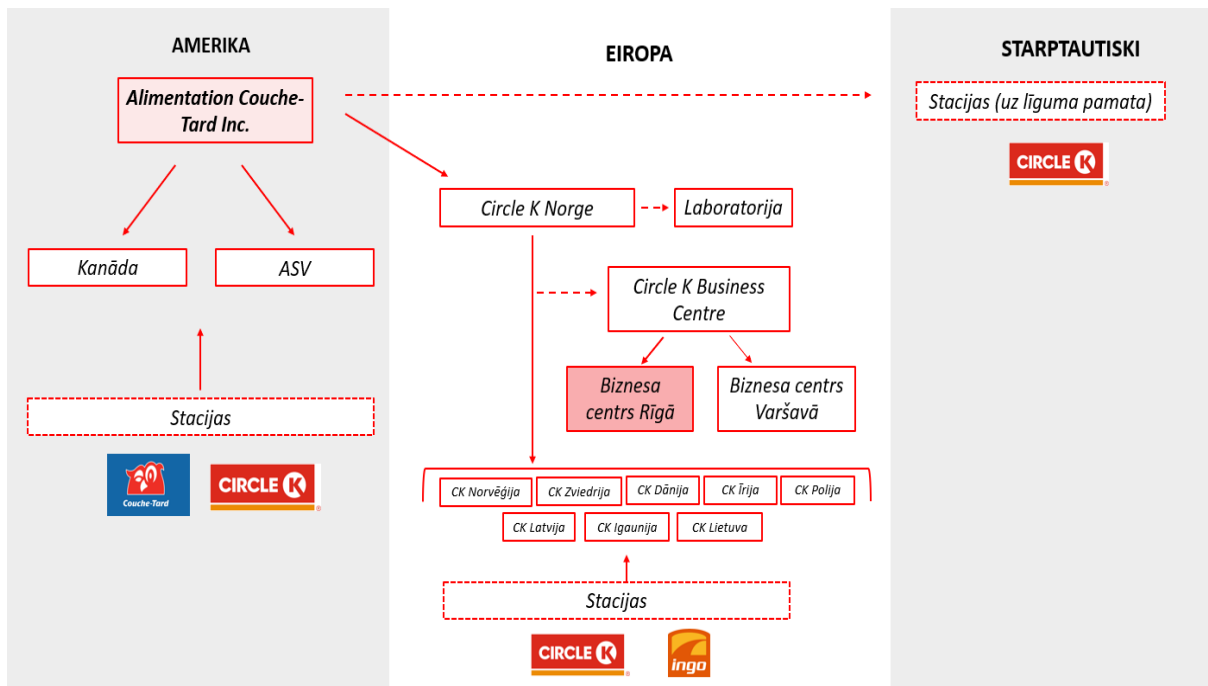 AMERIKA
EIROPA
STARPTAUTISKI
Alimentation Couche-
Tard Inc.
Stacijas (uz līguma pamata)
CIRCLE K
Circle K Norge
Laboratorija
Kanāda
ASV
Circle K Business
Centre
Biznesa
centrs Rīgā
Biznesa centrs
Varšavā
Stacijas
Couche-Tard
CIRCLE K
CK Norvēģija
CK Zviedrija
CK Dānija
CK Īrija
CK Polija
CK Latvija
CK Igaunija
CK Lietuva
Stacijas
CIRCLE K
ingo